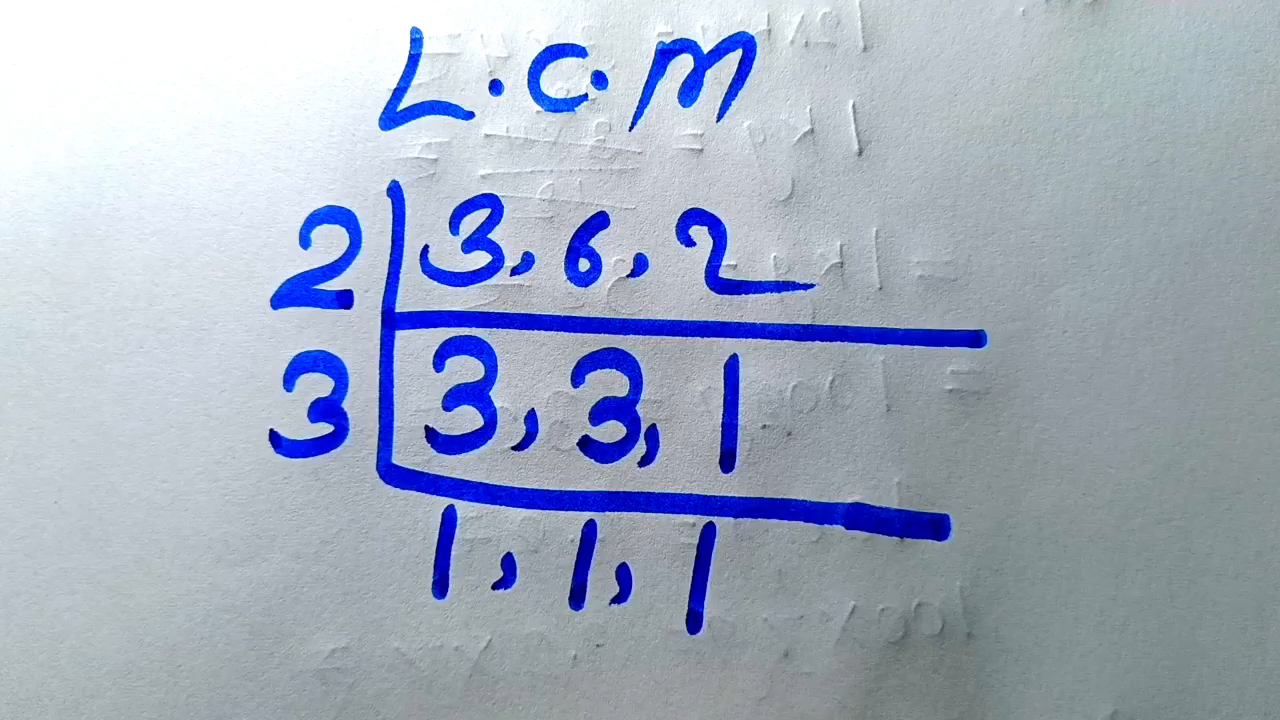 L.C.M
2 3, 6, 2
3 3, 3, 1
1, 1, 1